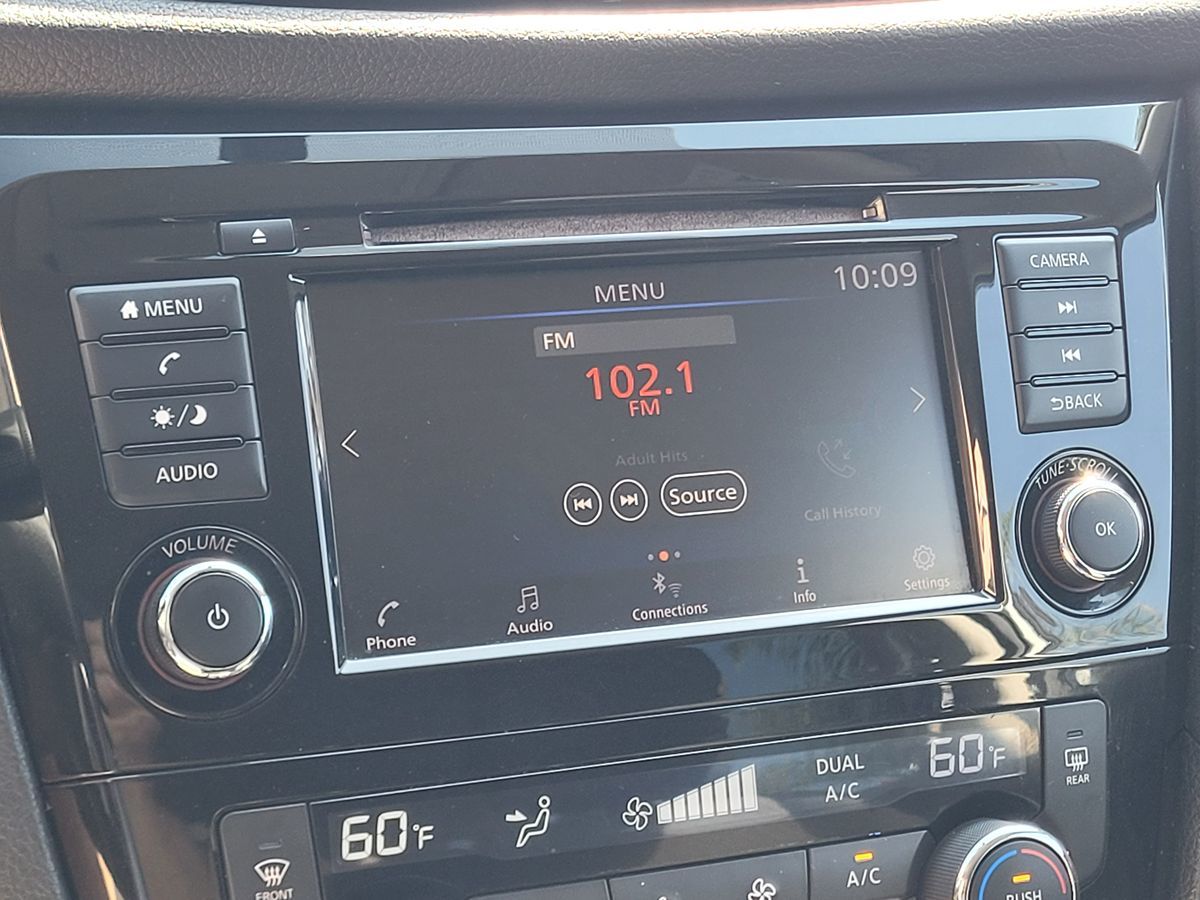 MENU
AUDIO
VOLUME
MENU
10:09
FM
102.1
FM
Adult Hits
Source
Call History
Phone
Audio
Connections
Info
Settings
CAMERA
BACK
TUNE·SCROLL
OK
60°F
DUAL
A/C
60°F
REAR
FRONT
A/C
PUSH